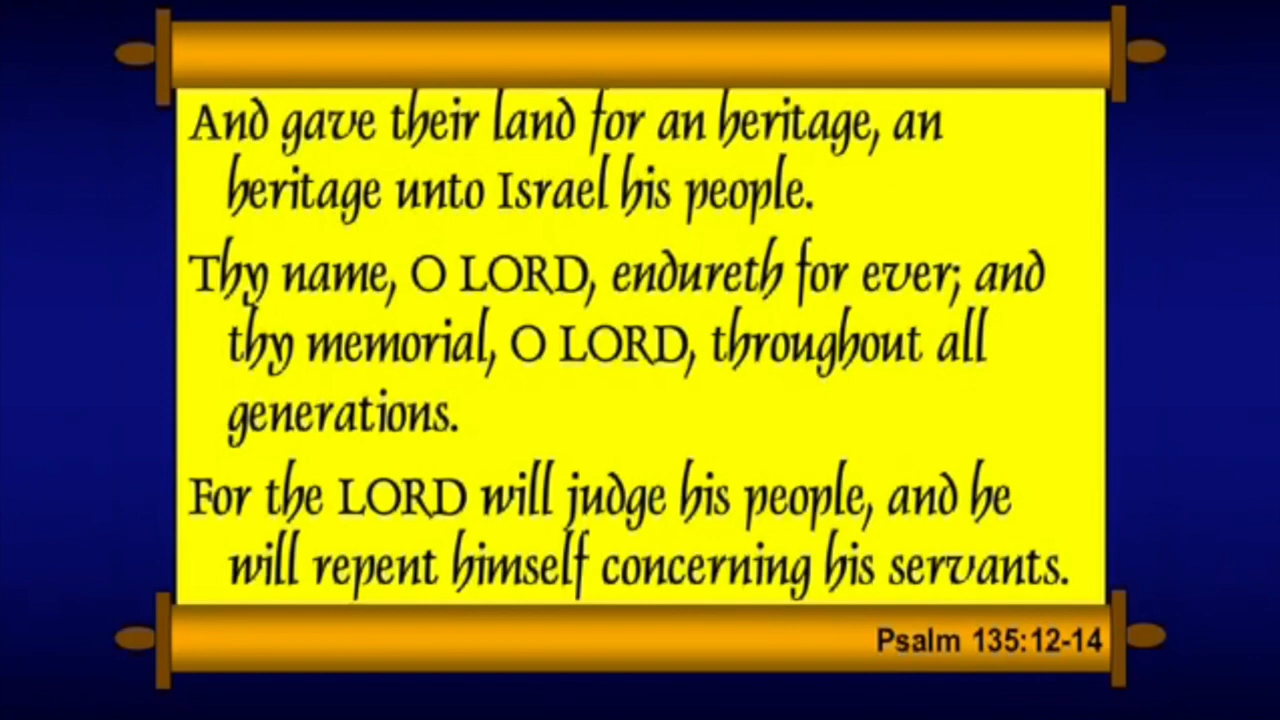 And gave their land for an heritage, an
heritage unto Israel his people.
Thy name, O LORD, endureth for ever; and
thy memorial, O LORD, throughout all
generations.
For the LORD will judge his people, and he
will repent himself concerning his servants.
Psalm 135:12-14